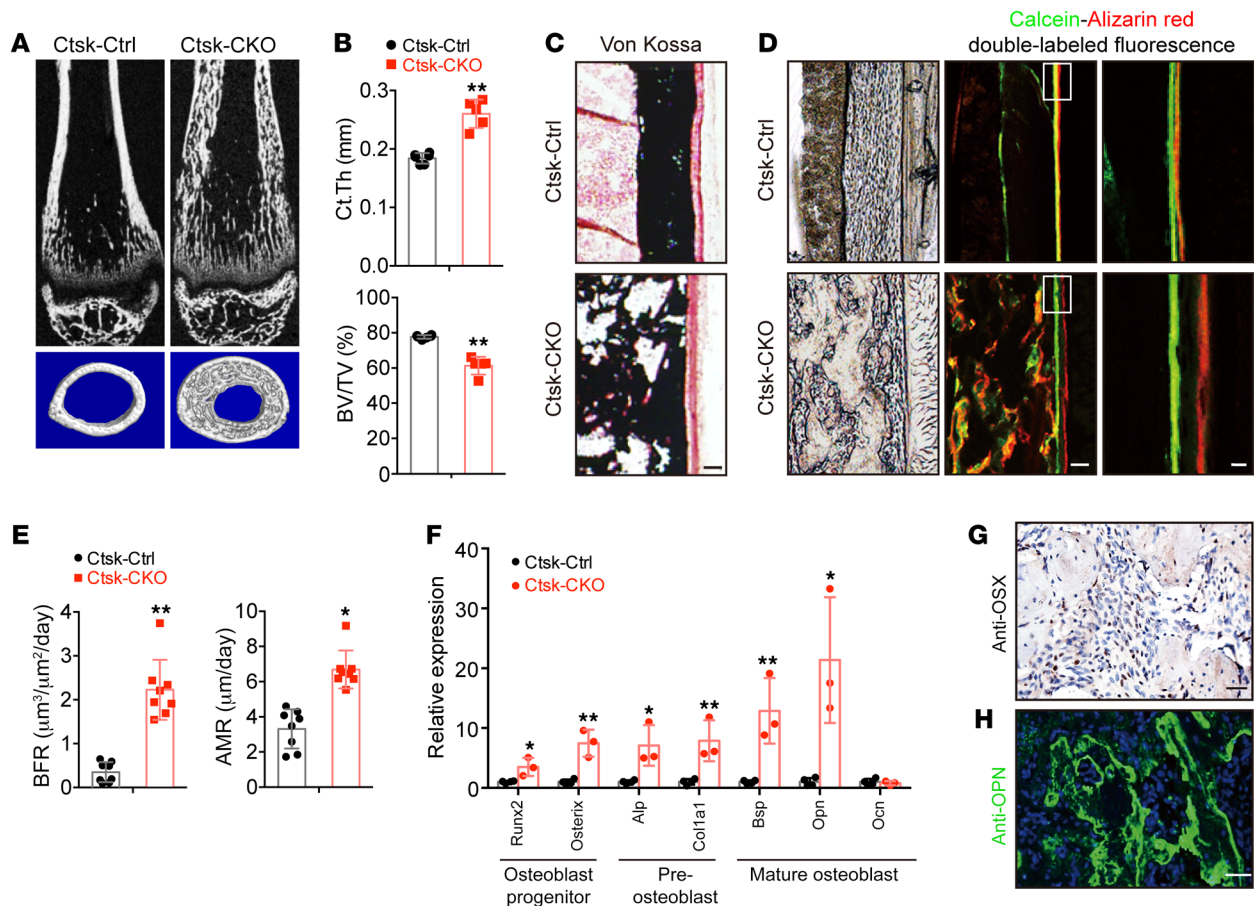 A
Ctsk-Ctrl
Ctsk-CKO
B
Ctsk-Ctrl
Ctsk-CKO
Ct.Th (mm)
0.3
0.2
0.1
0.0
**
BV/TV (%)
100
80
60
40
20
0
**
C
Von Kossa
Ctsk-Ctrl
Ctsk-CKO
D
Calcein-Alizarin red
double-labeled fluorescence
Ctsk-Ctrl
Ctsk-CKO
E
Ctsk-Ctrl
Ctsk-CKO
BFR (μm³/μm²/day)
4
3
2
1
0
**
AMR (μm/day)
10
8
6
4
2
0
*
F
Ctsk-Ctrl
Ctsk-CKO
Relative expression
40
30
20
10
0
*
**
*
**
**
*
Runx2
Osterix
Alp
Col1a1
Bsp
Opn
Ocn
Osteoblast
progenitor
Pre-
osteoblast
Mature osteoblast
G
Anti-OSX
H
Anti-OPN